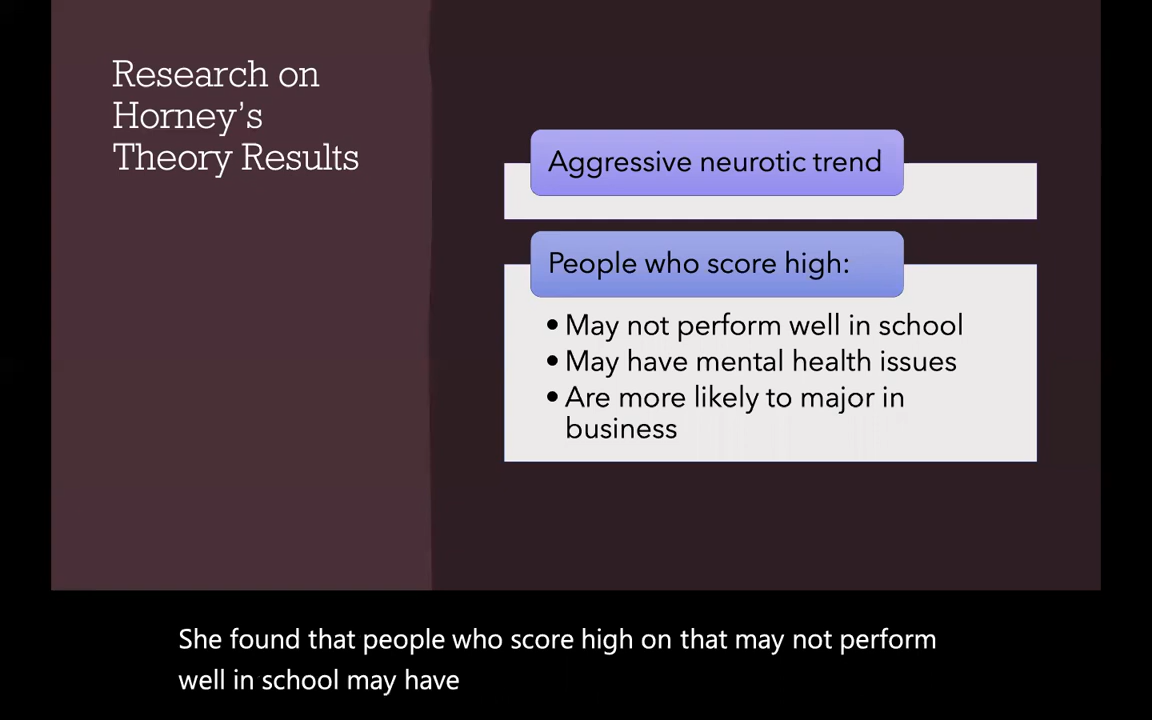 Research on
Horney’s
Theory Results
Aggressive neurotic trend
People who score high:
•May not perform well in school
•May have mental health issues
•Are more likely to major in
business
She found that people who score high on that may not perform
well in school may have